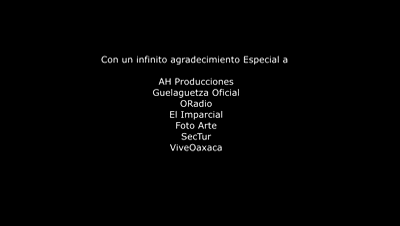 Con un infinito agradecimiento Especial a
AH Producciones
Guelaguetza Oficial
ORadio
El Imparcial
Foto Arte
SecTur
ViveOaxaca